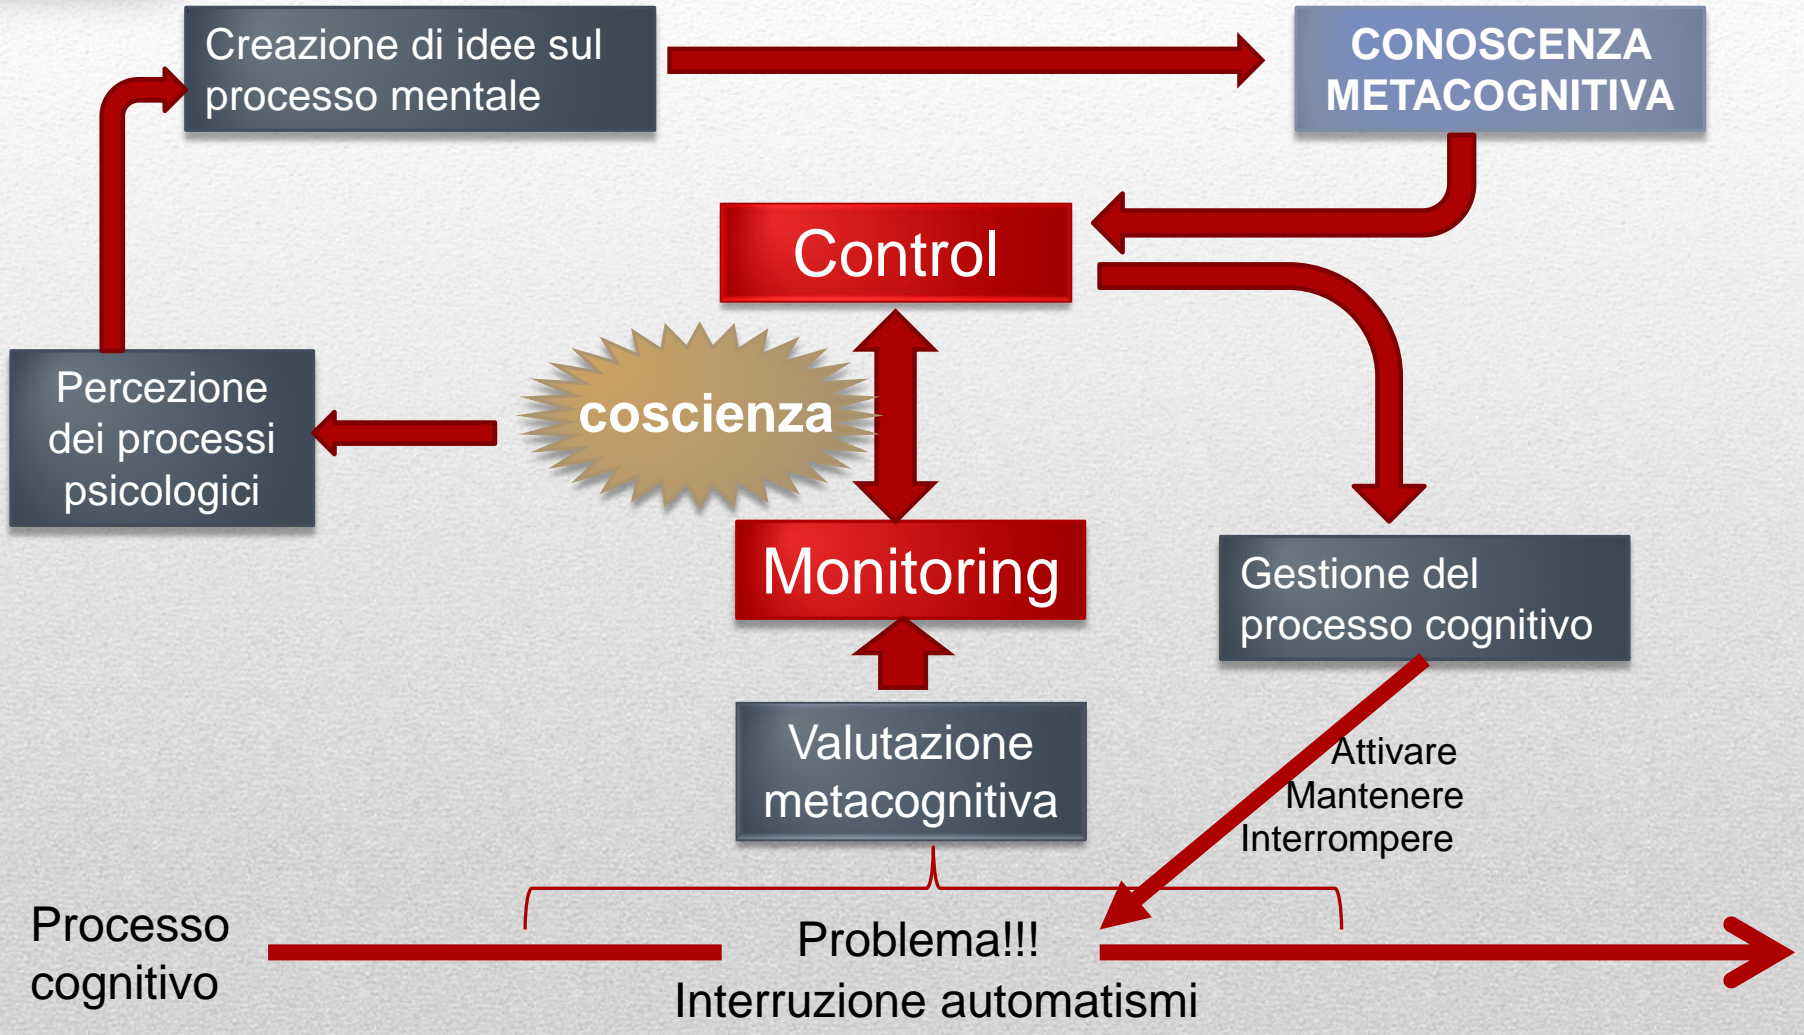 Creazione di idee sul
processo mentale
CONOSCENZA
METACOGNITIVA
Control
Percezione
dei processi
psicologici
coscienza
Monitoring
Gestione del
processo cognitivo
Valutazione
metacognitiva
Attivare
Mantenere
Interrompere
Processo
cognitivo
Problema!!!
Interruzione automatismi